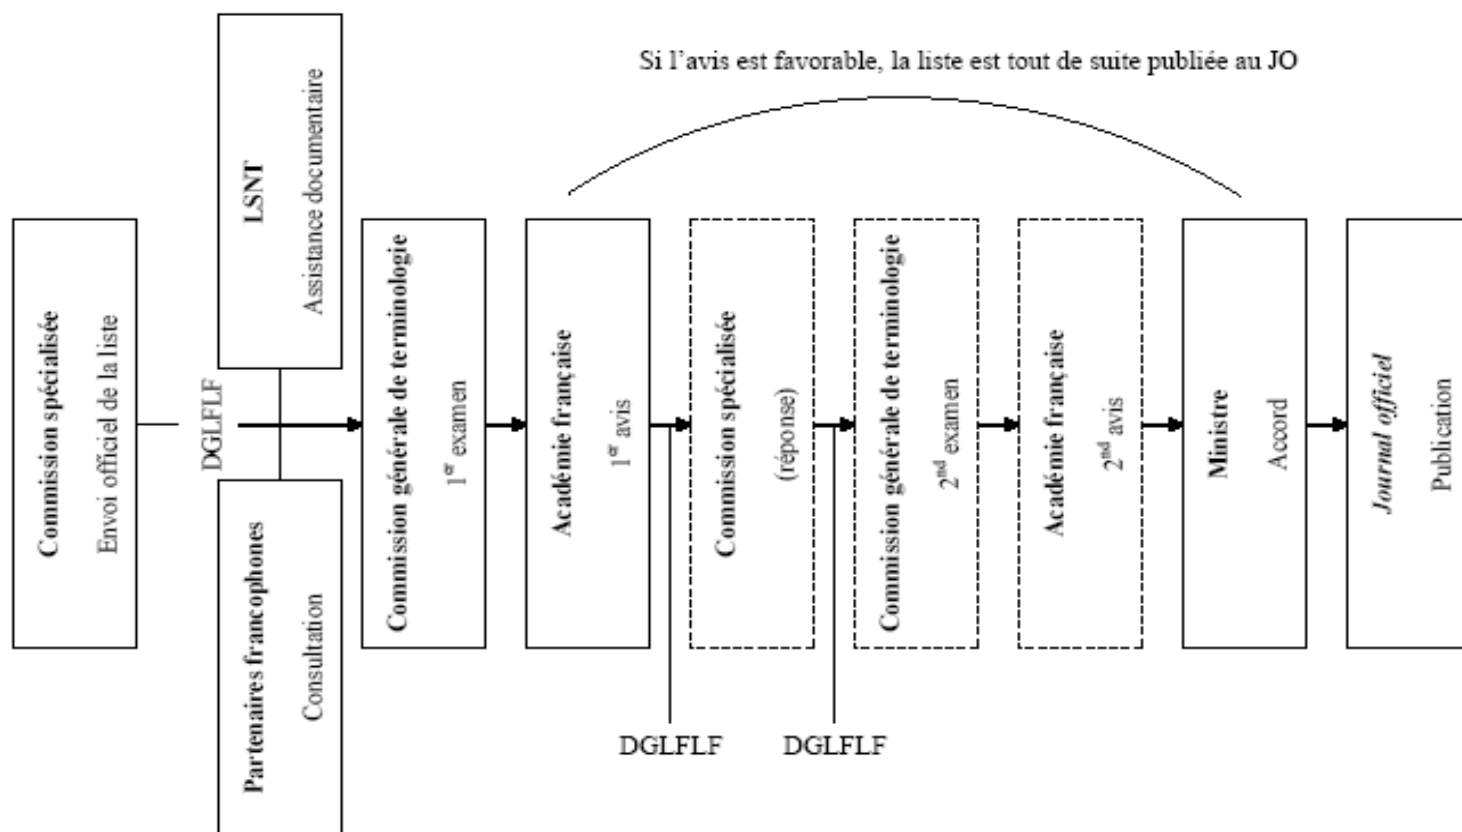 Si l’avis est favorable, la liste est tout de suite publiée au JO
Commission spécialisée
Envoi officiel de la liste
DGLFLF
LSNT
Assistance documentaire
Partenaires francophones
Consultation
Commission générale de terminologie
1er examen
Académie française
1er avis
Commission spécialisée
(réponse)
Commission générale de terminologie
2nd examen
Académie française
2nd avis
Ministre
Accord
Journal officiel
Publication
DGLFLF
DGLFLF